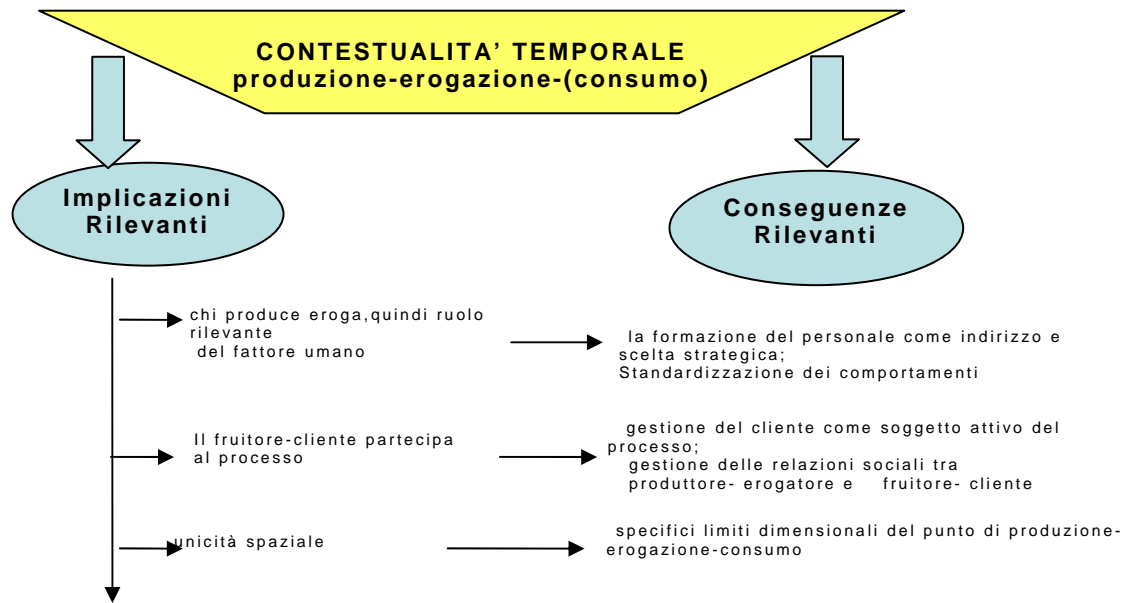 CONTESTUALITA’ TEMPORALE
produzione-erogazione-(consumo)
Implicazioni
Rilevanti
Conseguenze
Rilevanti
chi produce eroga,quindi ruolo
rilevante
del fattore umano
la formazione del personale come indirizzo e
scelta strategica;
Standardizzazione dei comportamenti
Il fruitore-cliente partecipa
al processo
gestione del cliente come soggetto attivo del
processo;
gestione delle relazioni sociali tra
produttore- erogatore e fruitore- cliente
unicità spaziale
specifici limiti dimensionali del punto di produzione-
erogazione-consumo